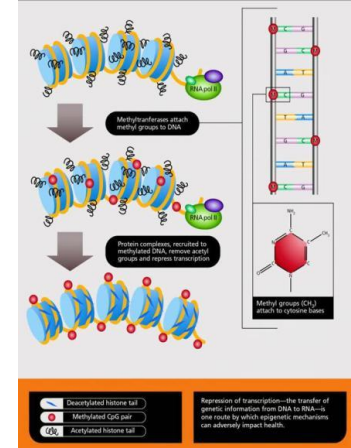 RNA pol II
Methyltranferases attach
methyl groups to DNA
RNA pol II
Protein complexes, recruited to
methylated DNA, remove acetyl
groups and repress transcription
M C G
G C M
A T
M C G
T A
G C M
A T
M C G
NH₂
CH₃
N
C
O
C
Methyl groups (CH₃)
attach to cytosine bases
Deacetylated histone tail
Methylated CpG pair
Acetylated histone tail
Repression of transcription—the transfer of
genetic information from DNA to RNA—is
one route by which epigenetic mechanisms
can adversely impact health.